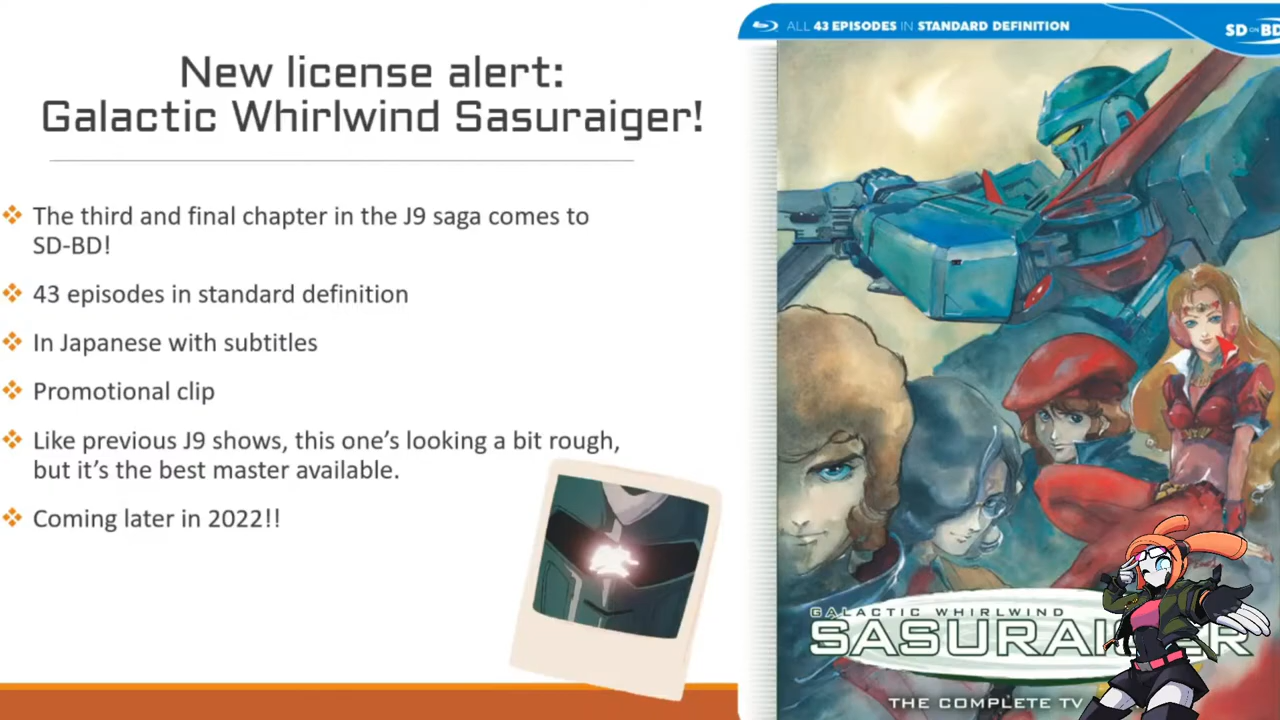 New license alert:
Galactic Whirlwind Sasuraiger!
❖ The third and final chapter in the J9 saga comes to
SD-BD!
❖ 43 episodes in standard definition
❖ In Japanese with subtitles
❖ Promotional clip
❖ Like previous J9 shows, this one’s looking a bit rough,
but it’s the best master available.
❖ Coming later in 2022!!
ALL 43 EPISODES IN STANDARD DEFINITION
SD ON BD
GALACTIC WHIRLWIND
SASURAIGER
THE COMPLETE TV